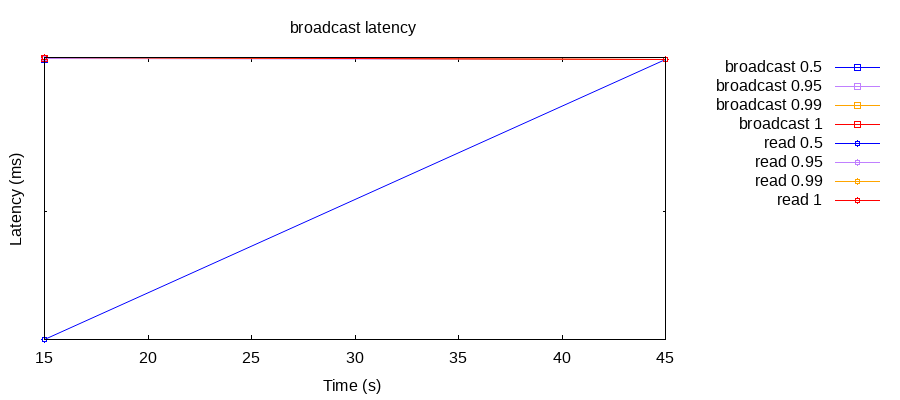 broadcast latency
Latency (ms)
broadcast 0.5
broadcast 0.95
broadcast 0.99
broadcast 1
read 0.5
read 0.95
read 0.99
read 1
15 20 25 30 35 40 45
Time (s)